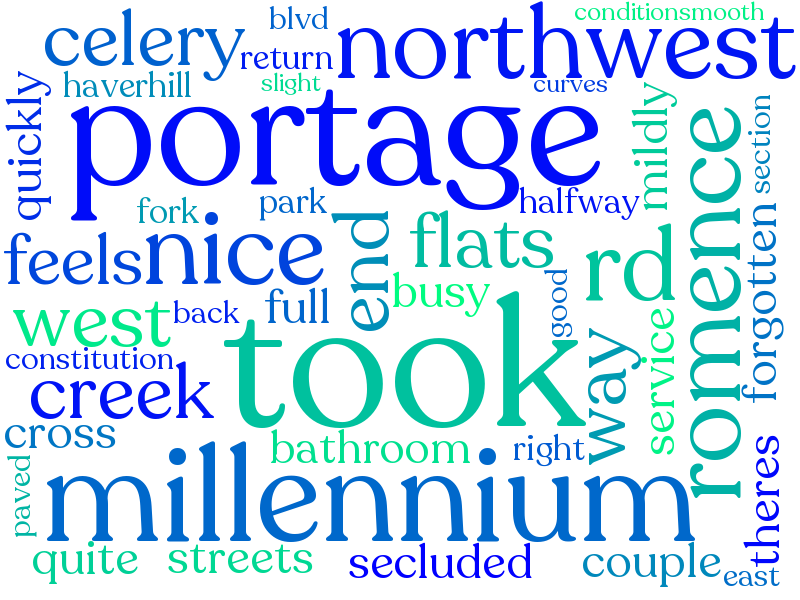 blvd
conditionsmooth
celery
northwest
return
haverhill
slight
curves
quickly
portage
mildly
section
romence
fork
park
halfway
feels
nice
end
flats
rd
forgotten
west
back
full
busy
good
constitution
took
way
service
creek
cross
bathroom
right
paved
millennium
theres
quite
streets
secluded
couple
east